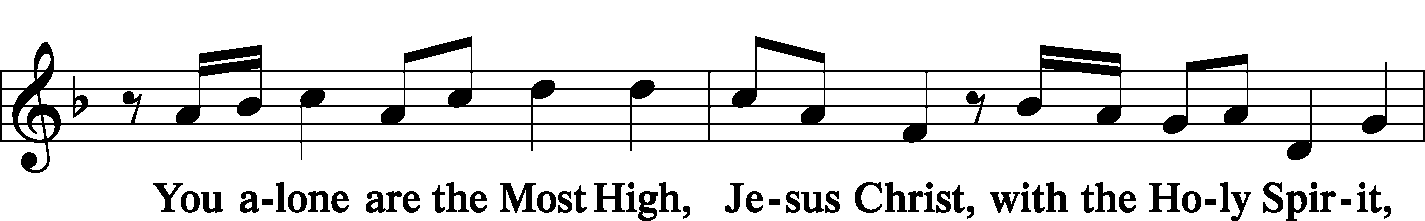 You a-lone are the Most High, Je-sus Christ, with the Ho-ly Spir-it,